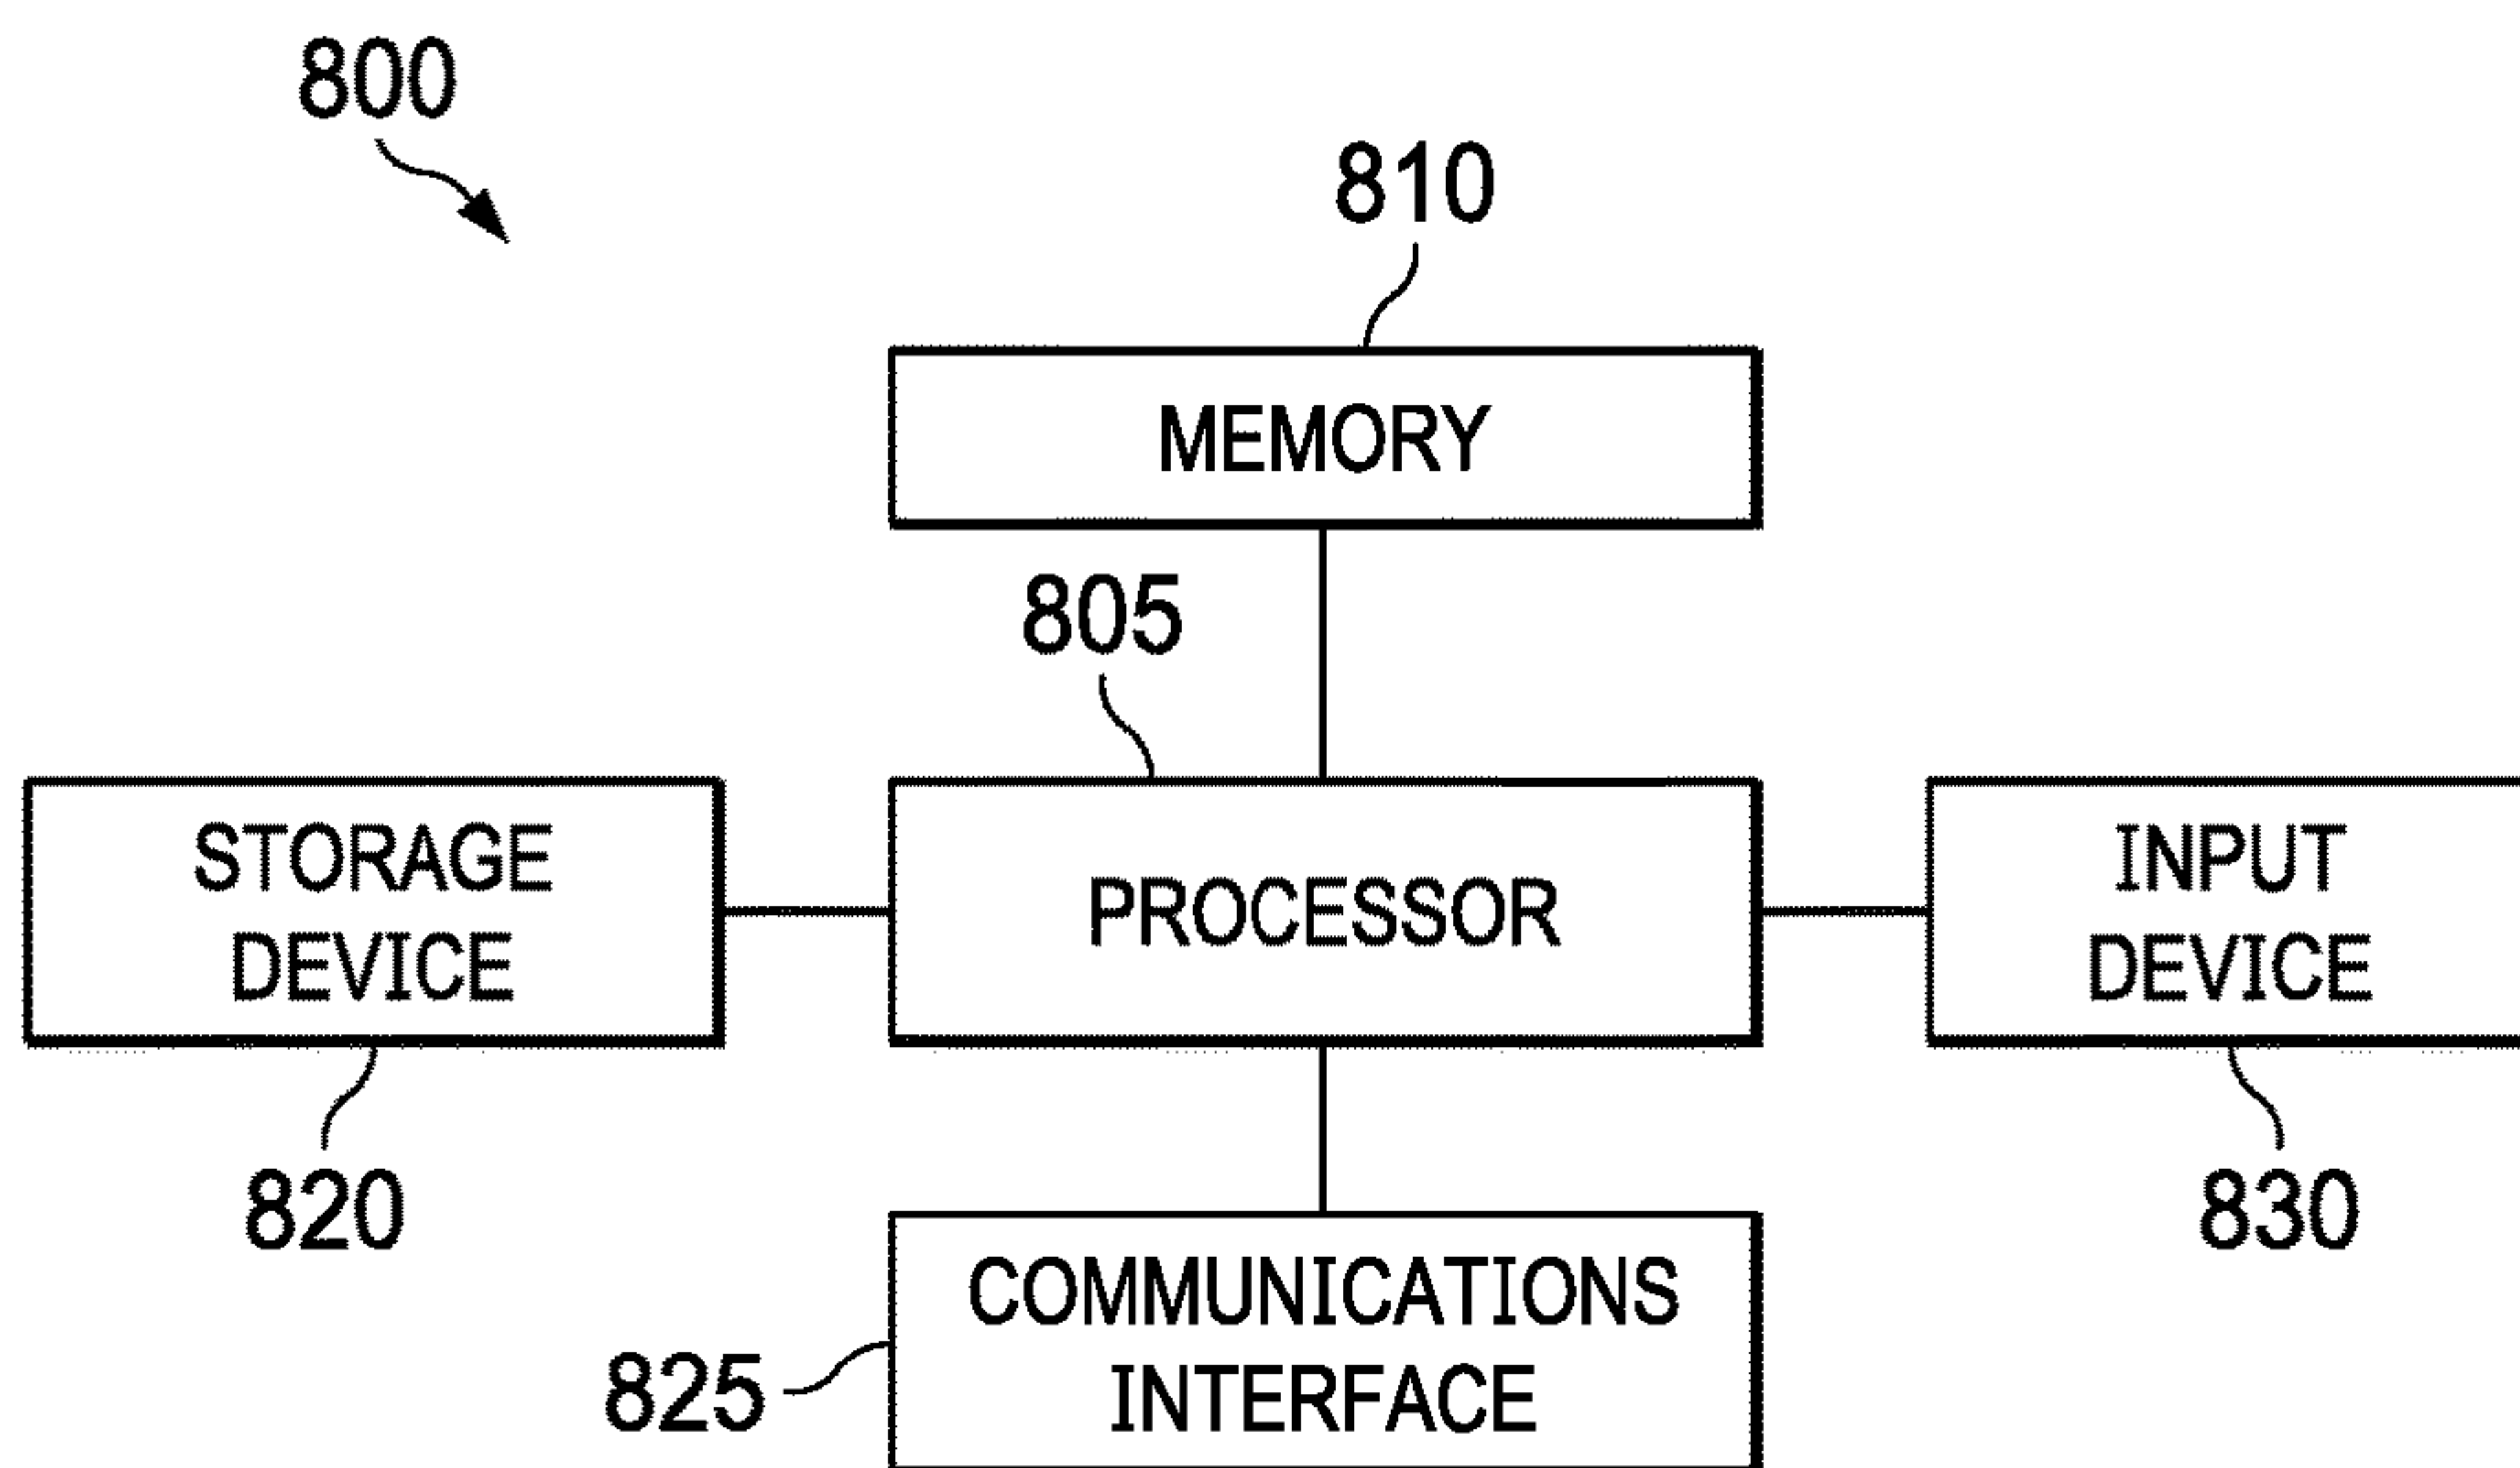 800
810
MEMORY
805
STORAGE
DEVICE
PROCESSOR
INPUT
DEVICE
820
830
COMMUNICATIONS
INTERFACE
825